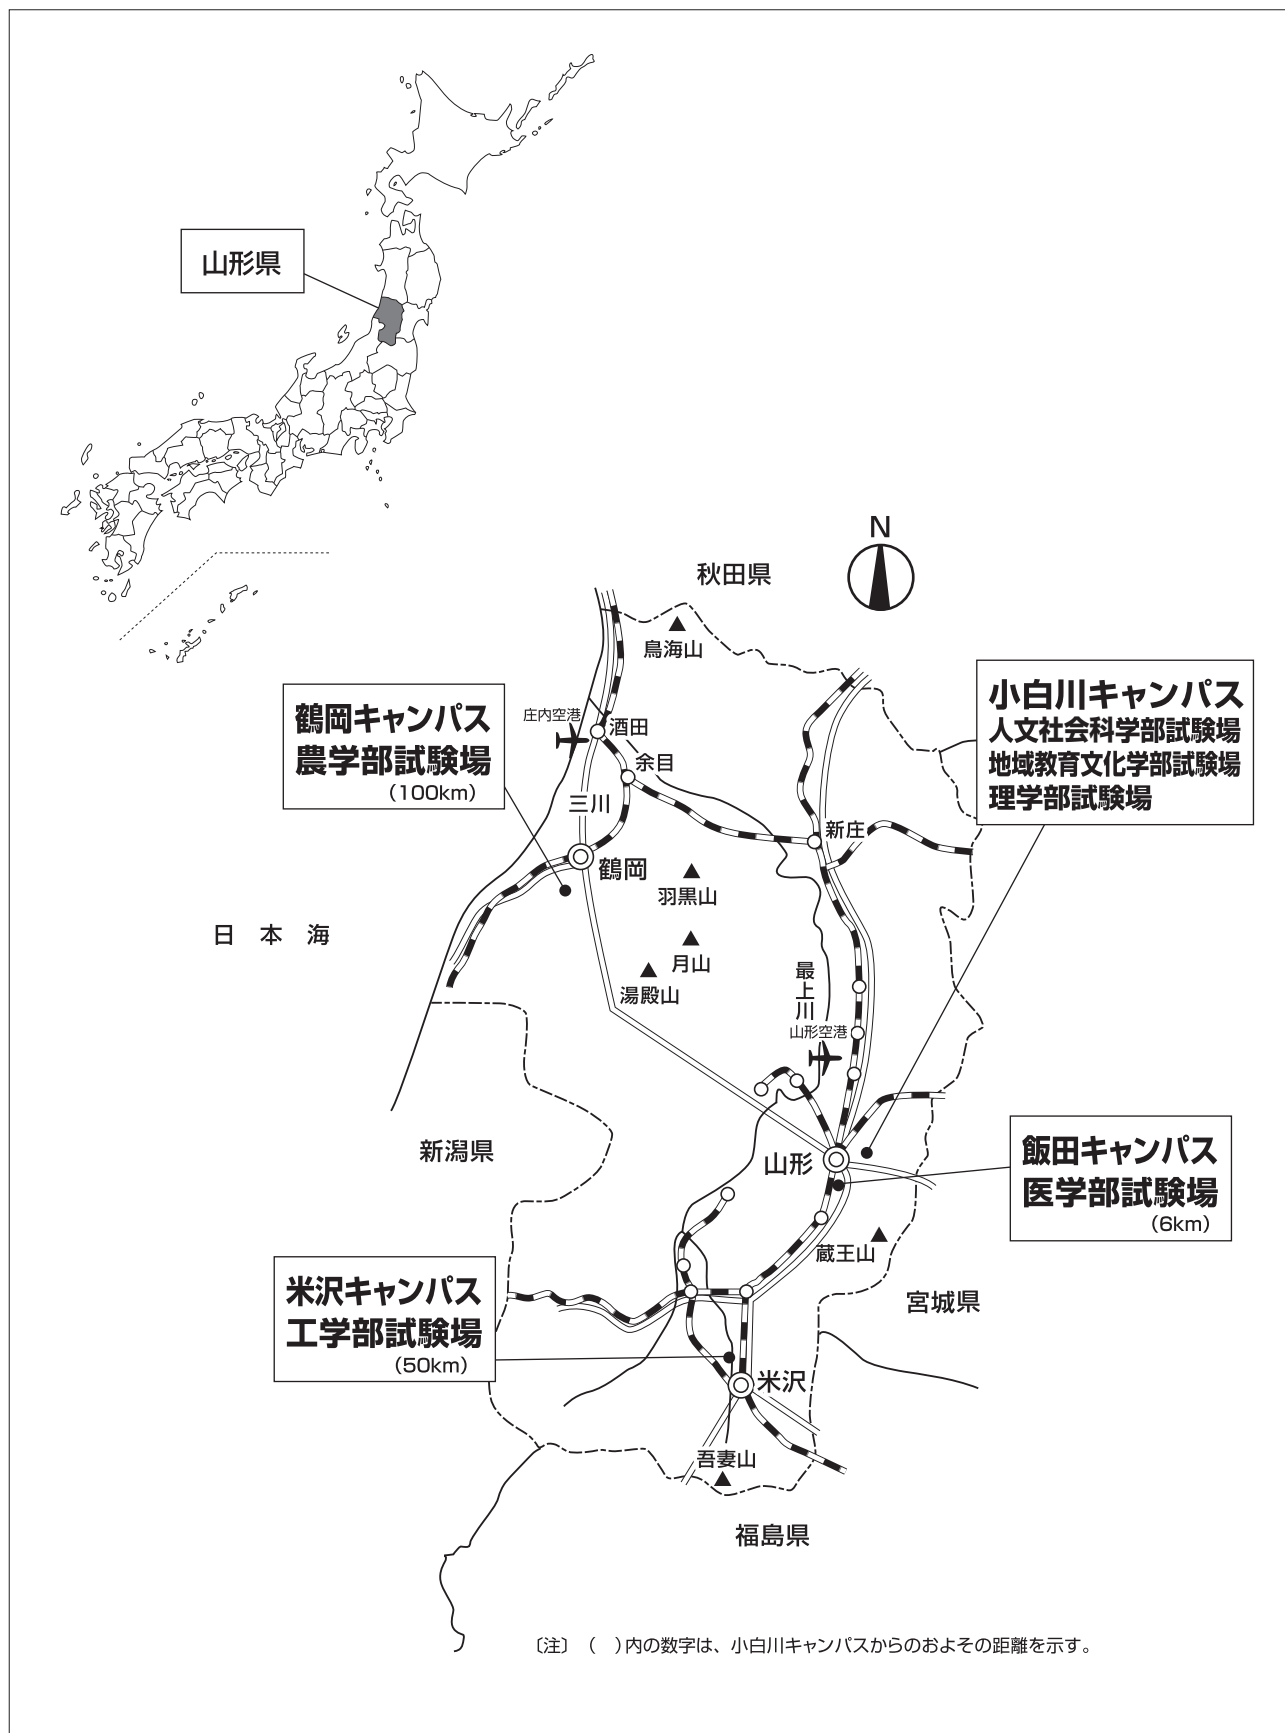 山形県
N
秋田県
鳥海山
小白川キャンパス
人文社会科学部試験場
地域教育文化学部試験場
理学部試験場
鶴岡キャンパス
農学部試験場
(100km)
庄内空港
酒田
余目
三川
新庄
鶴岡
羽黒山
日 本 海
月山
湯殿山
最上川
山形空港
新潟県
山形
飯田キャンパス
医学部試験場
(6km)
蔵王山
米沢キャンパス
工学部試験場
(50km)
宮城県
米沢
吾妻山
福島県
〔注〕 （ ）内の数字は、小白川キャンパスからのおよその距離を示す。